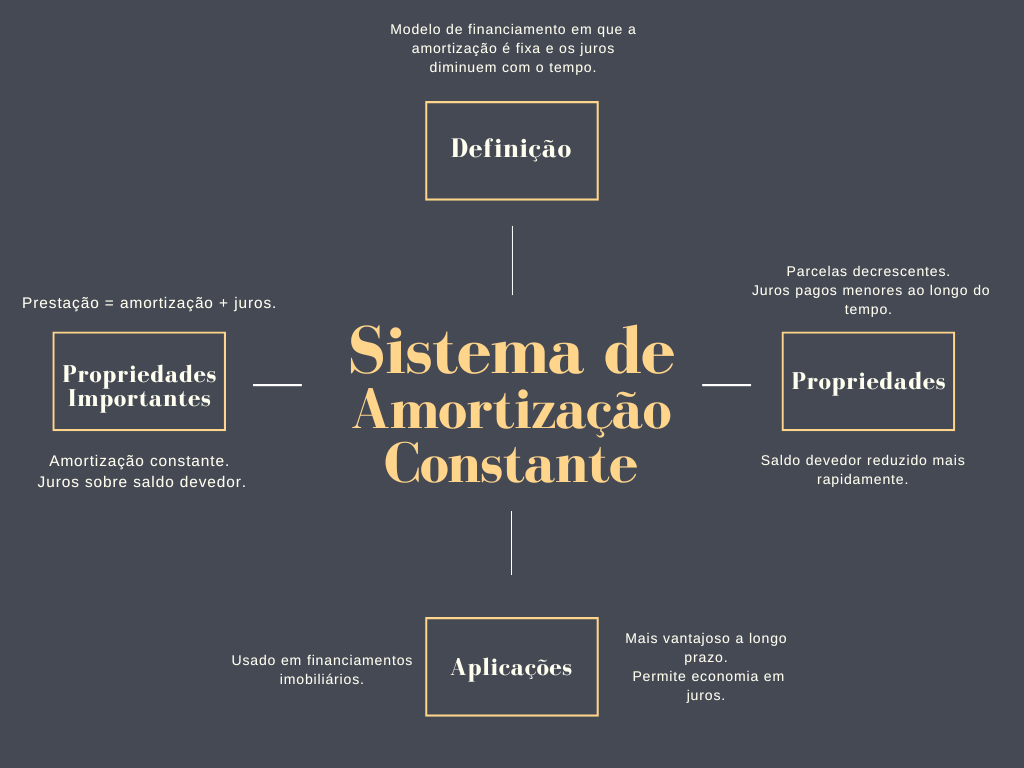 Modelo de financiamento em que a
amortização é fixa e os juros
diminuem com o tempo.
Definição
Prestação = amortização + juros.
Propriedades
Importantes
Amortização constante.
Juros sobre saldo devedor.
Sistema de
Amortização
Constante
Parcelas decrescentes.
Juros pagos menores ao longo do
tempo.
Propriedades
Saldo devedor reduzido mais
rapidamente.
Usado em financiamentos
imobiliários.
Aplicações
Mais vantajoso a longo
prazo.
Permite economia em
juros.